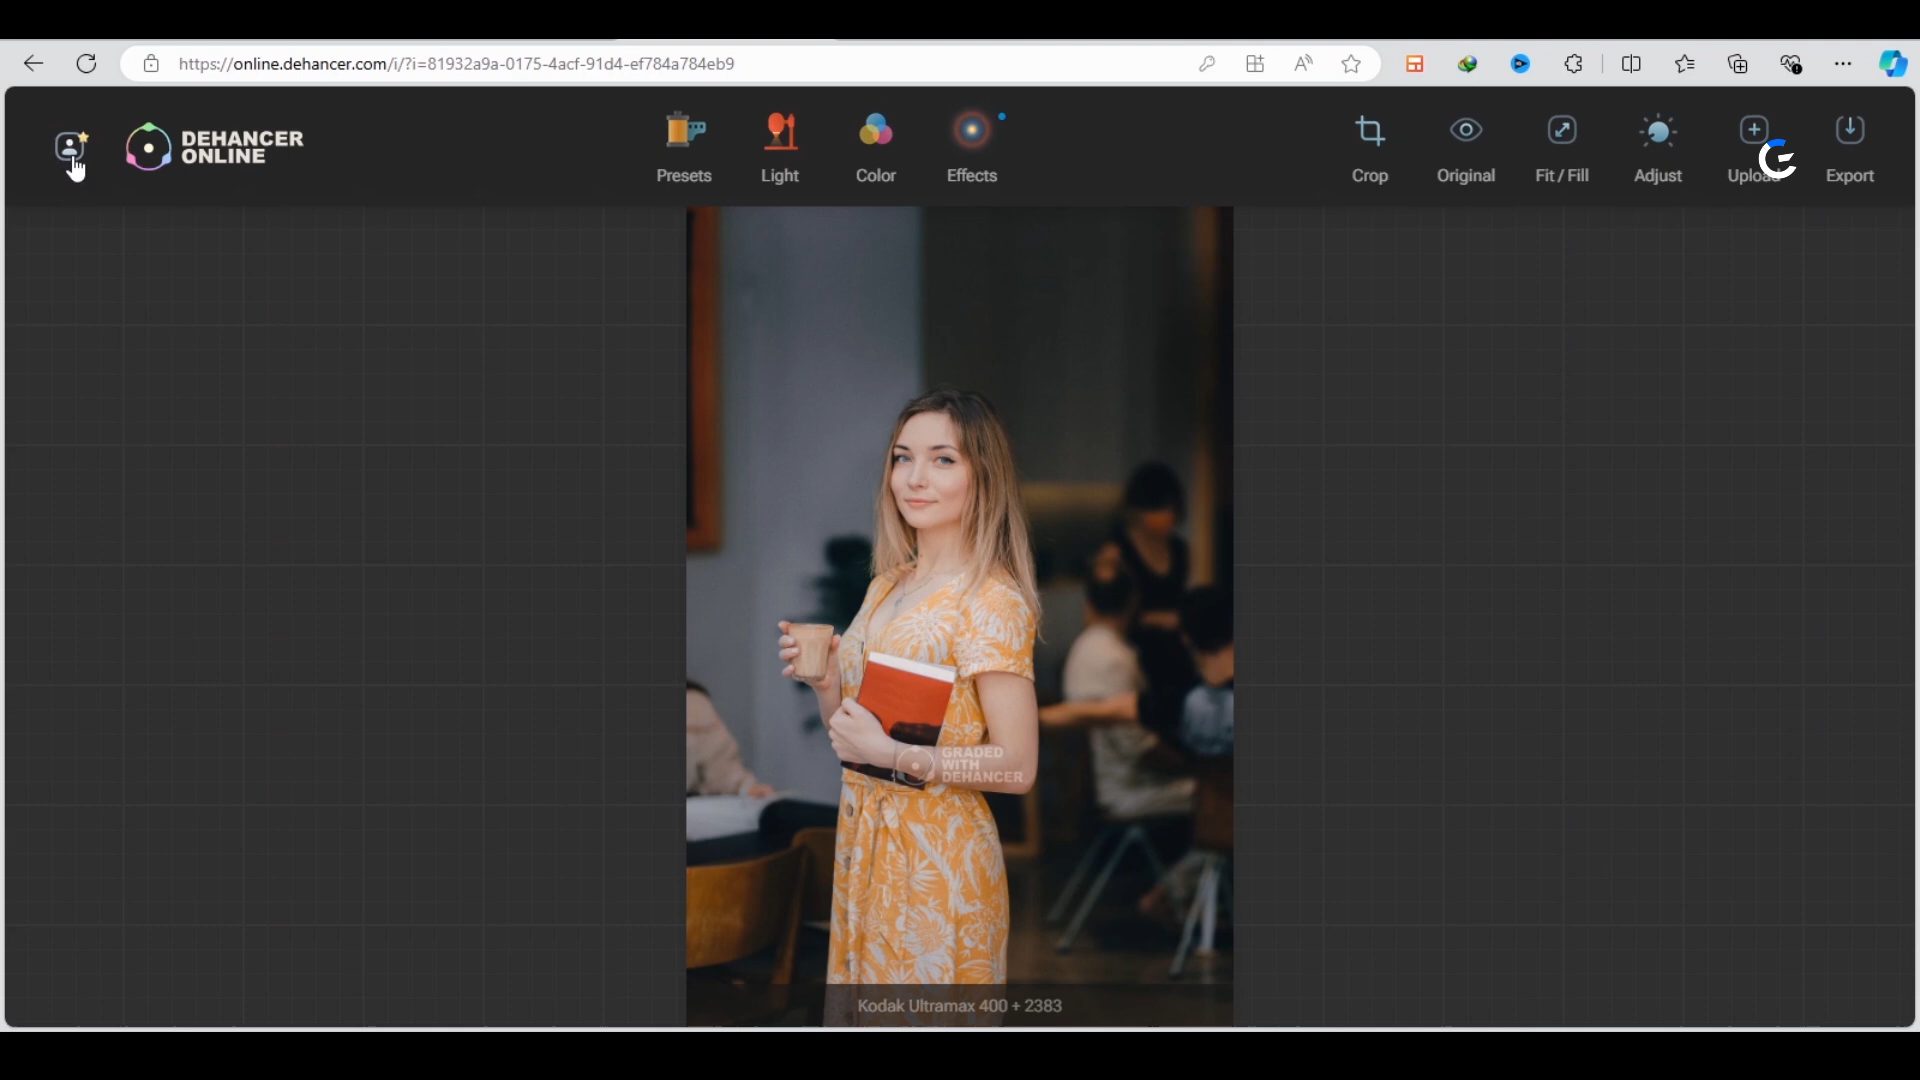 https://online.dehancer.com/i/?i=81932a9a-0175-4acf-91d4-ef784a784eb9
DEHANCER
ONLINE
Presets
Light
Color
Effects
Crop
Original
Fit / Fill
Adjust
Upload
Export
GRADED
WITH
DEHANCER
Kodak Ultramax 400 + 2383